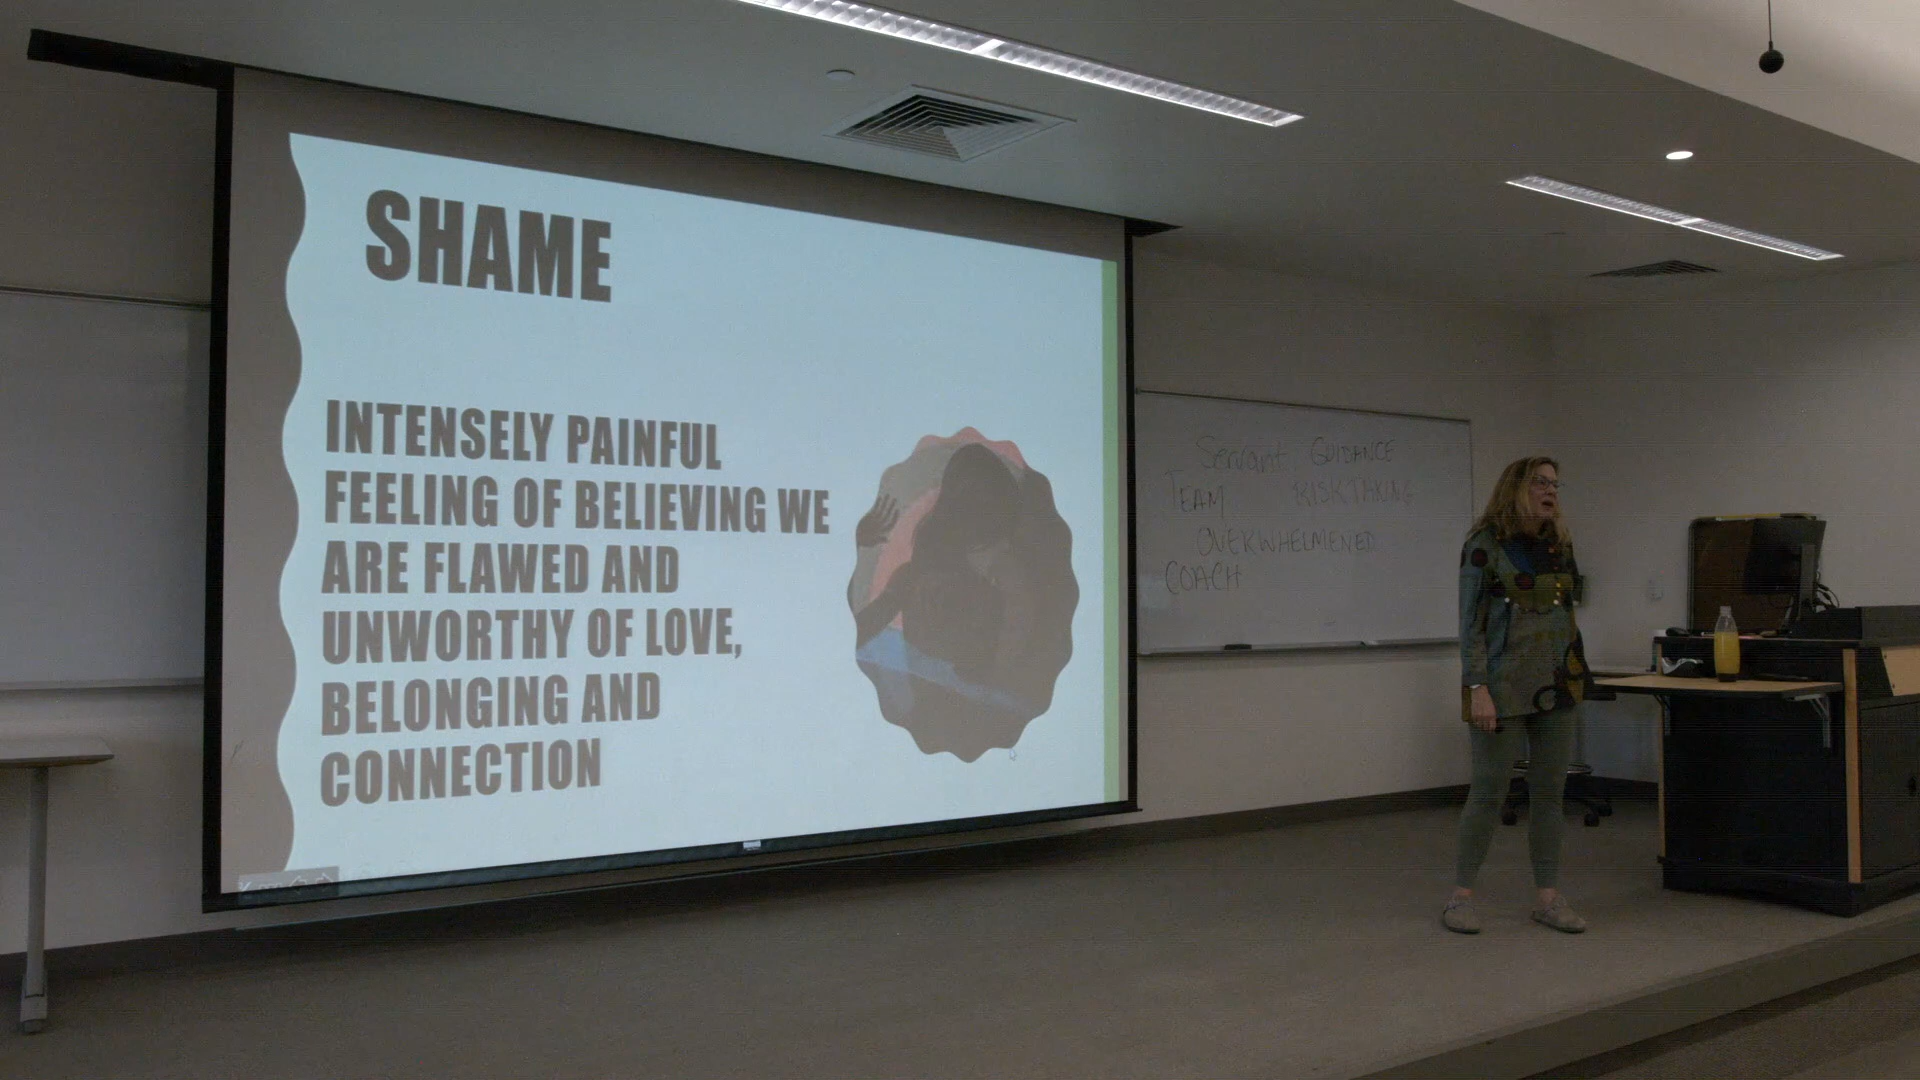 SHAME
INTENSELY PAINFUL
FEELING OF BELIEVING WE
ARE FLAWED AND
UNWORTHY OF LOVE,
BELONGING AND
CONNECTION
Servant GUIDANCE
TEAM RISKTAKING
OVERWHELMENED
COACH